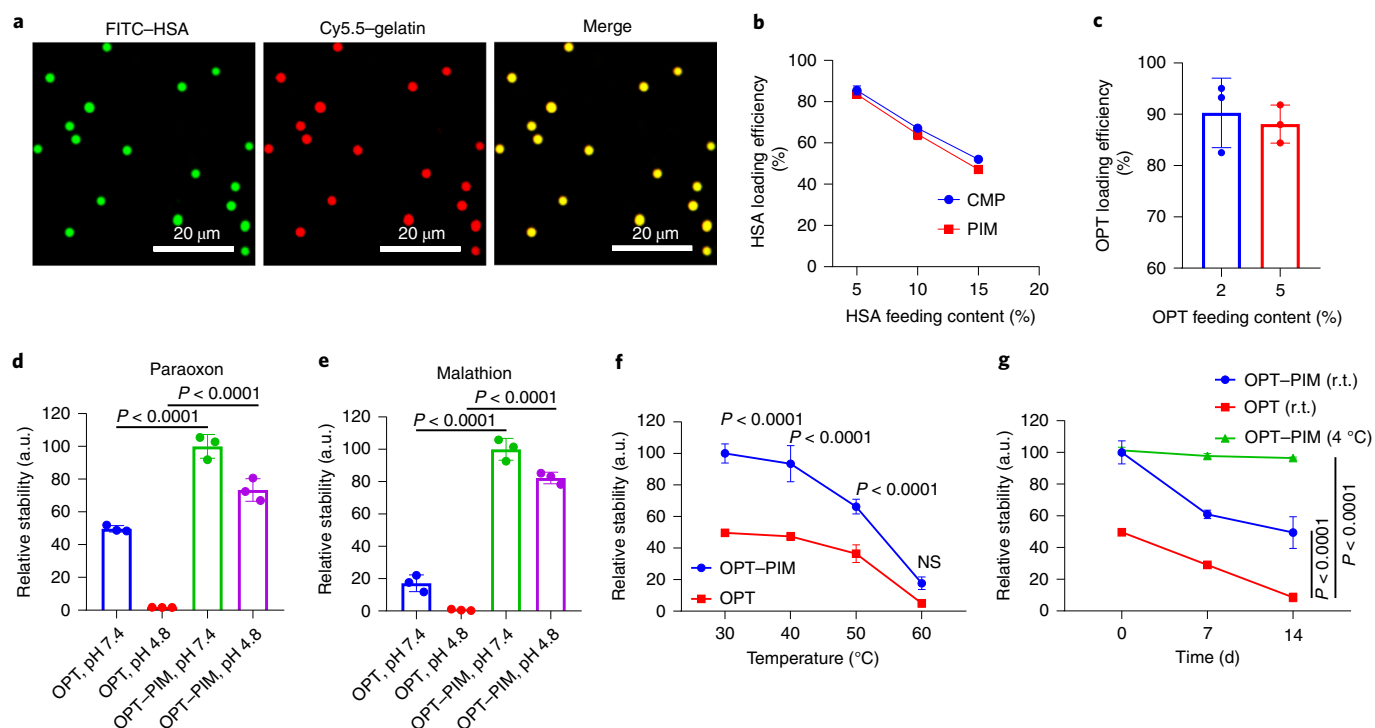 a
FITC–HSA
Cy5.5–gelatin
Merge
20 μm
20 μm
20 μm
b
HSA loading efficiency
(%)
100
80
60
40
20
0
CMP
PIM
5
10
15
20
HSA feeding content (%)
c
OPT loading efficiency
(%)
100
90
80
70
60
2
5
OPT feeding content (%)
d
Paraoxon
P < 0.0001
P < 0.0001
Relative stability (a.u.)
120
100
80
60
40
20
0
OPT, pH 7.4
OPT, pH 4.8
OPT–PIM, pH 7.4
OPT–PIM, pH 4.8
e
Malathion
P < 0.0001
P < 0.0001
Relative stability (a.u.)
120
100
80
60
40
20
0
OPT, pH 7.4
OPT, pH 4.8
OPT–PIM, pH 7.4
OPT–PIM, pH 4.8
f
Relative stability (a.u.)
120
100
80
60
40
20
0
P < 0.0001
P < 0.0001
P < 0.0001
NS
OPT–PIM
OPT
30
40
50
60
Temperature (°C)
g
OPT–PIM (r.t.)
OPT (r.t.)
OPT–PIM (4 °C)
Relative stability (a.u.)
120
100
80
60
40
20
0
P < 0.0001
P < 0.0001
0
7
14
Time (d)